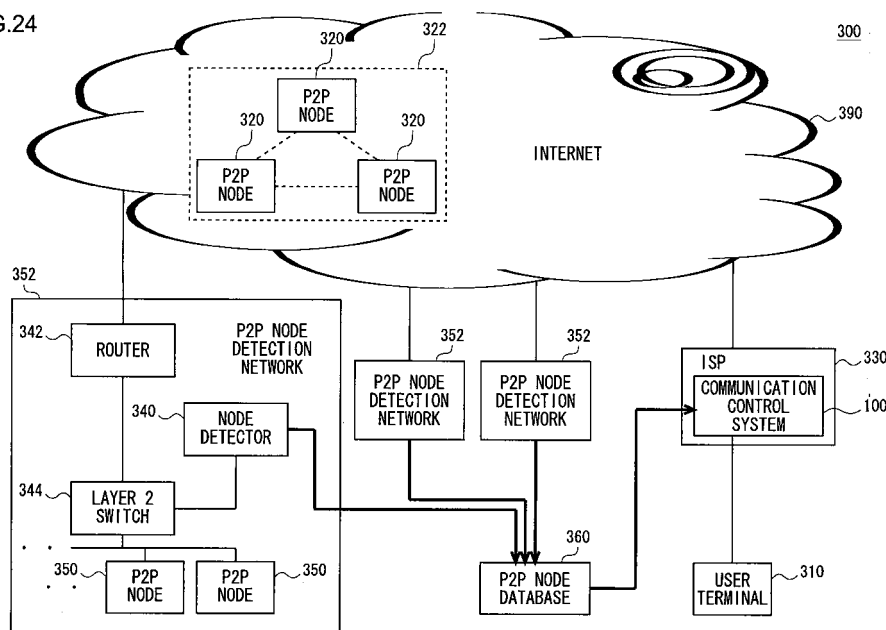 G.24
300
320
322
P2P
NODE
390
320
320
P2P
NODE
P2P
NODE
INTERNET
352
342
ROUTER
P2P NODE
DETECTION
NETWORK
352
352
P2P NODE
DETECTION
NETWORK
P2P NODE
DETECTION
NETWORK
330
ISP
COMMUNICATION
CONTROL
SYSTEM
100
340
NODE
DETECTOR
344
LAYER 2
SWITCH
360
350
P2P
NODE
P2P
NODE
350
P2P NODE
DATABASE
USER
TERMINAL
310